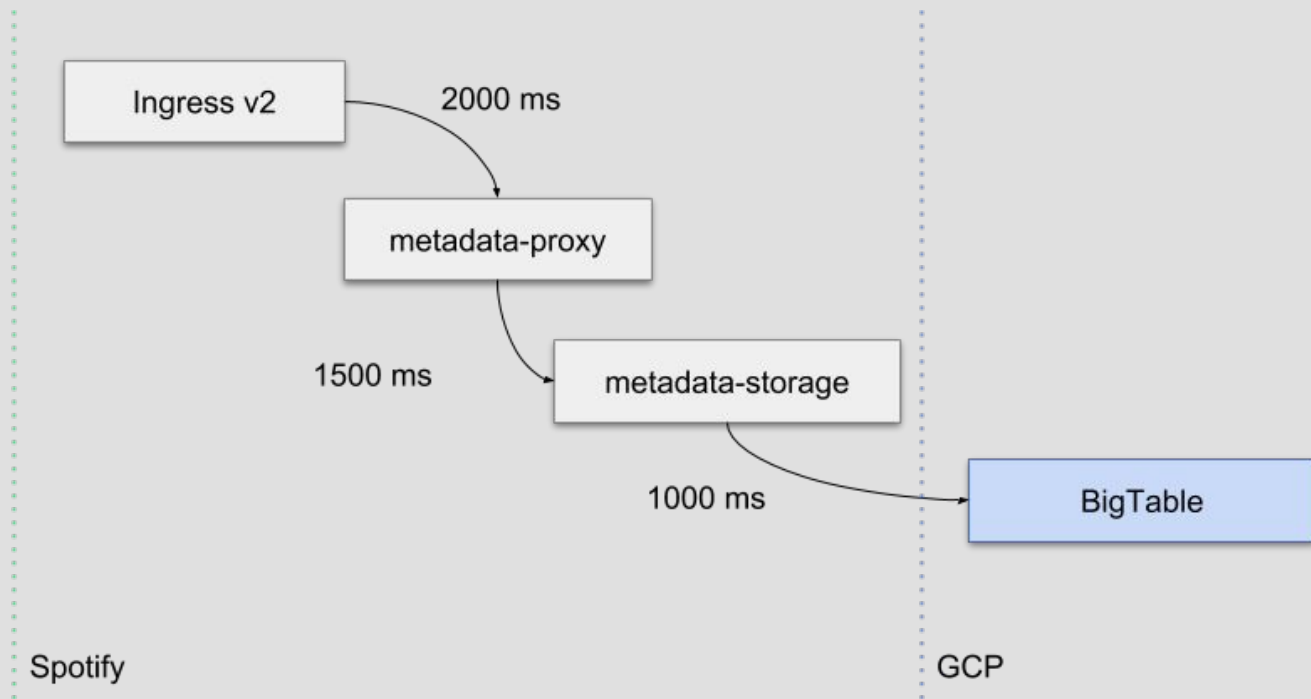 Ingress v2
2000 ms
metadata-proxy
1500 ms
metadata-storage
1000 ms
BigTable
Spotify
GCP